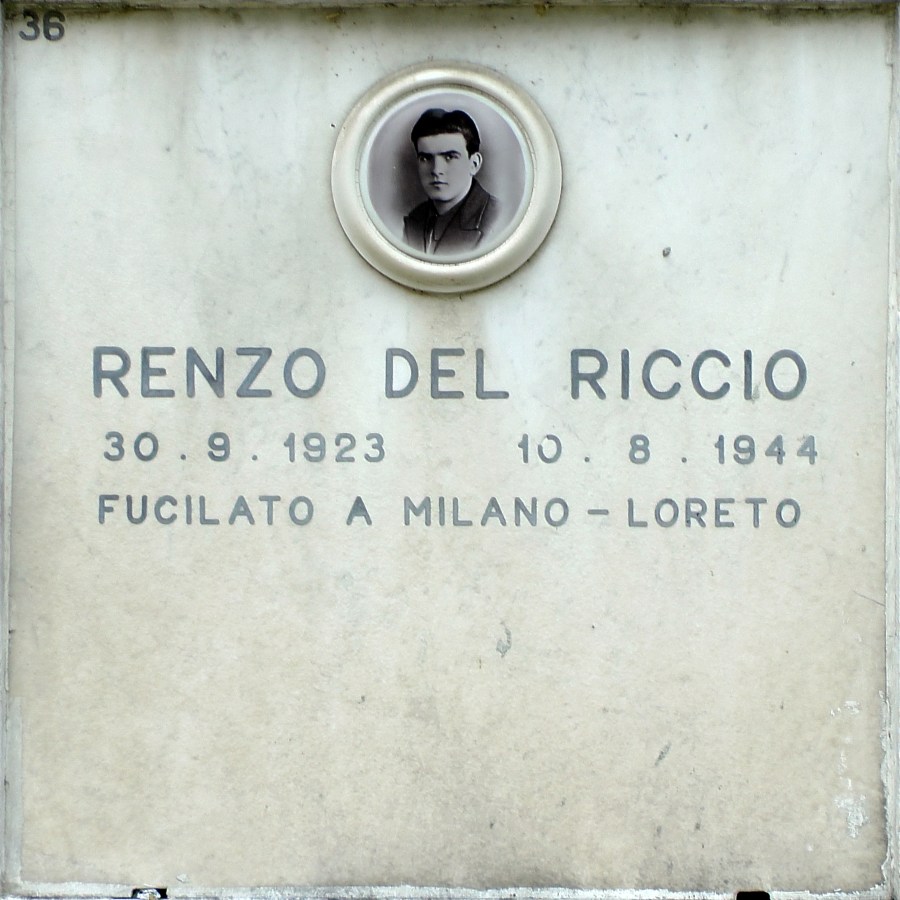 36
RENZO DEL RICCIO
30 . 9 . 1923 10 . 8 . 1944
FUCILATO A MILANO - LORETO